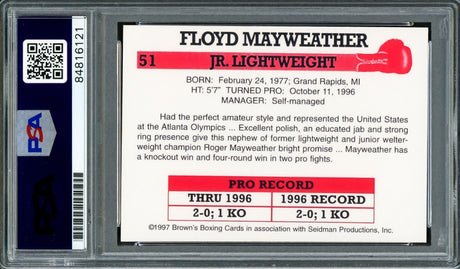 84816121
PSA
FLOYD MAYWEATHER
51 JR. LIGHTWEIGHT
BORN: February 24, 1977; Grand Rapids, MI
HT: 5'7" TURNED PRO: October 11, 1996
MANAGER: Self-managed
Had the perfect amateur style and represented the United States
at the Atlanta Olympics ... Excellent polish, an educated jab and strong
ring presence give this nephew of former lightweight and junior welter-
weight champion Roger Mayweather bright promise ... Mayweather has
a knockout win and four-round win in two pro fights.
PRO RECORD
THRU 1996 1996 RECORD
2-0; 1 KO 2-0; 1 KO
©1997 Brown's Boxing Cards in association with Seidman Productions, Inc.